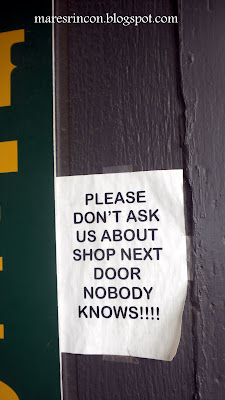 maresrincon.blogspot.com
PLEASE
DON'T ASK
US ABOUT
SHOP NEXT
DOOR
NOBODY
KNOWS!!!!